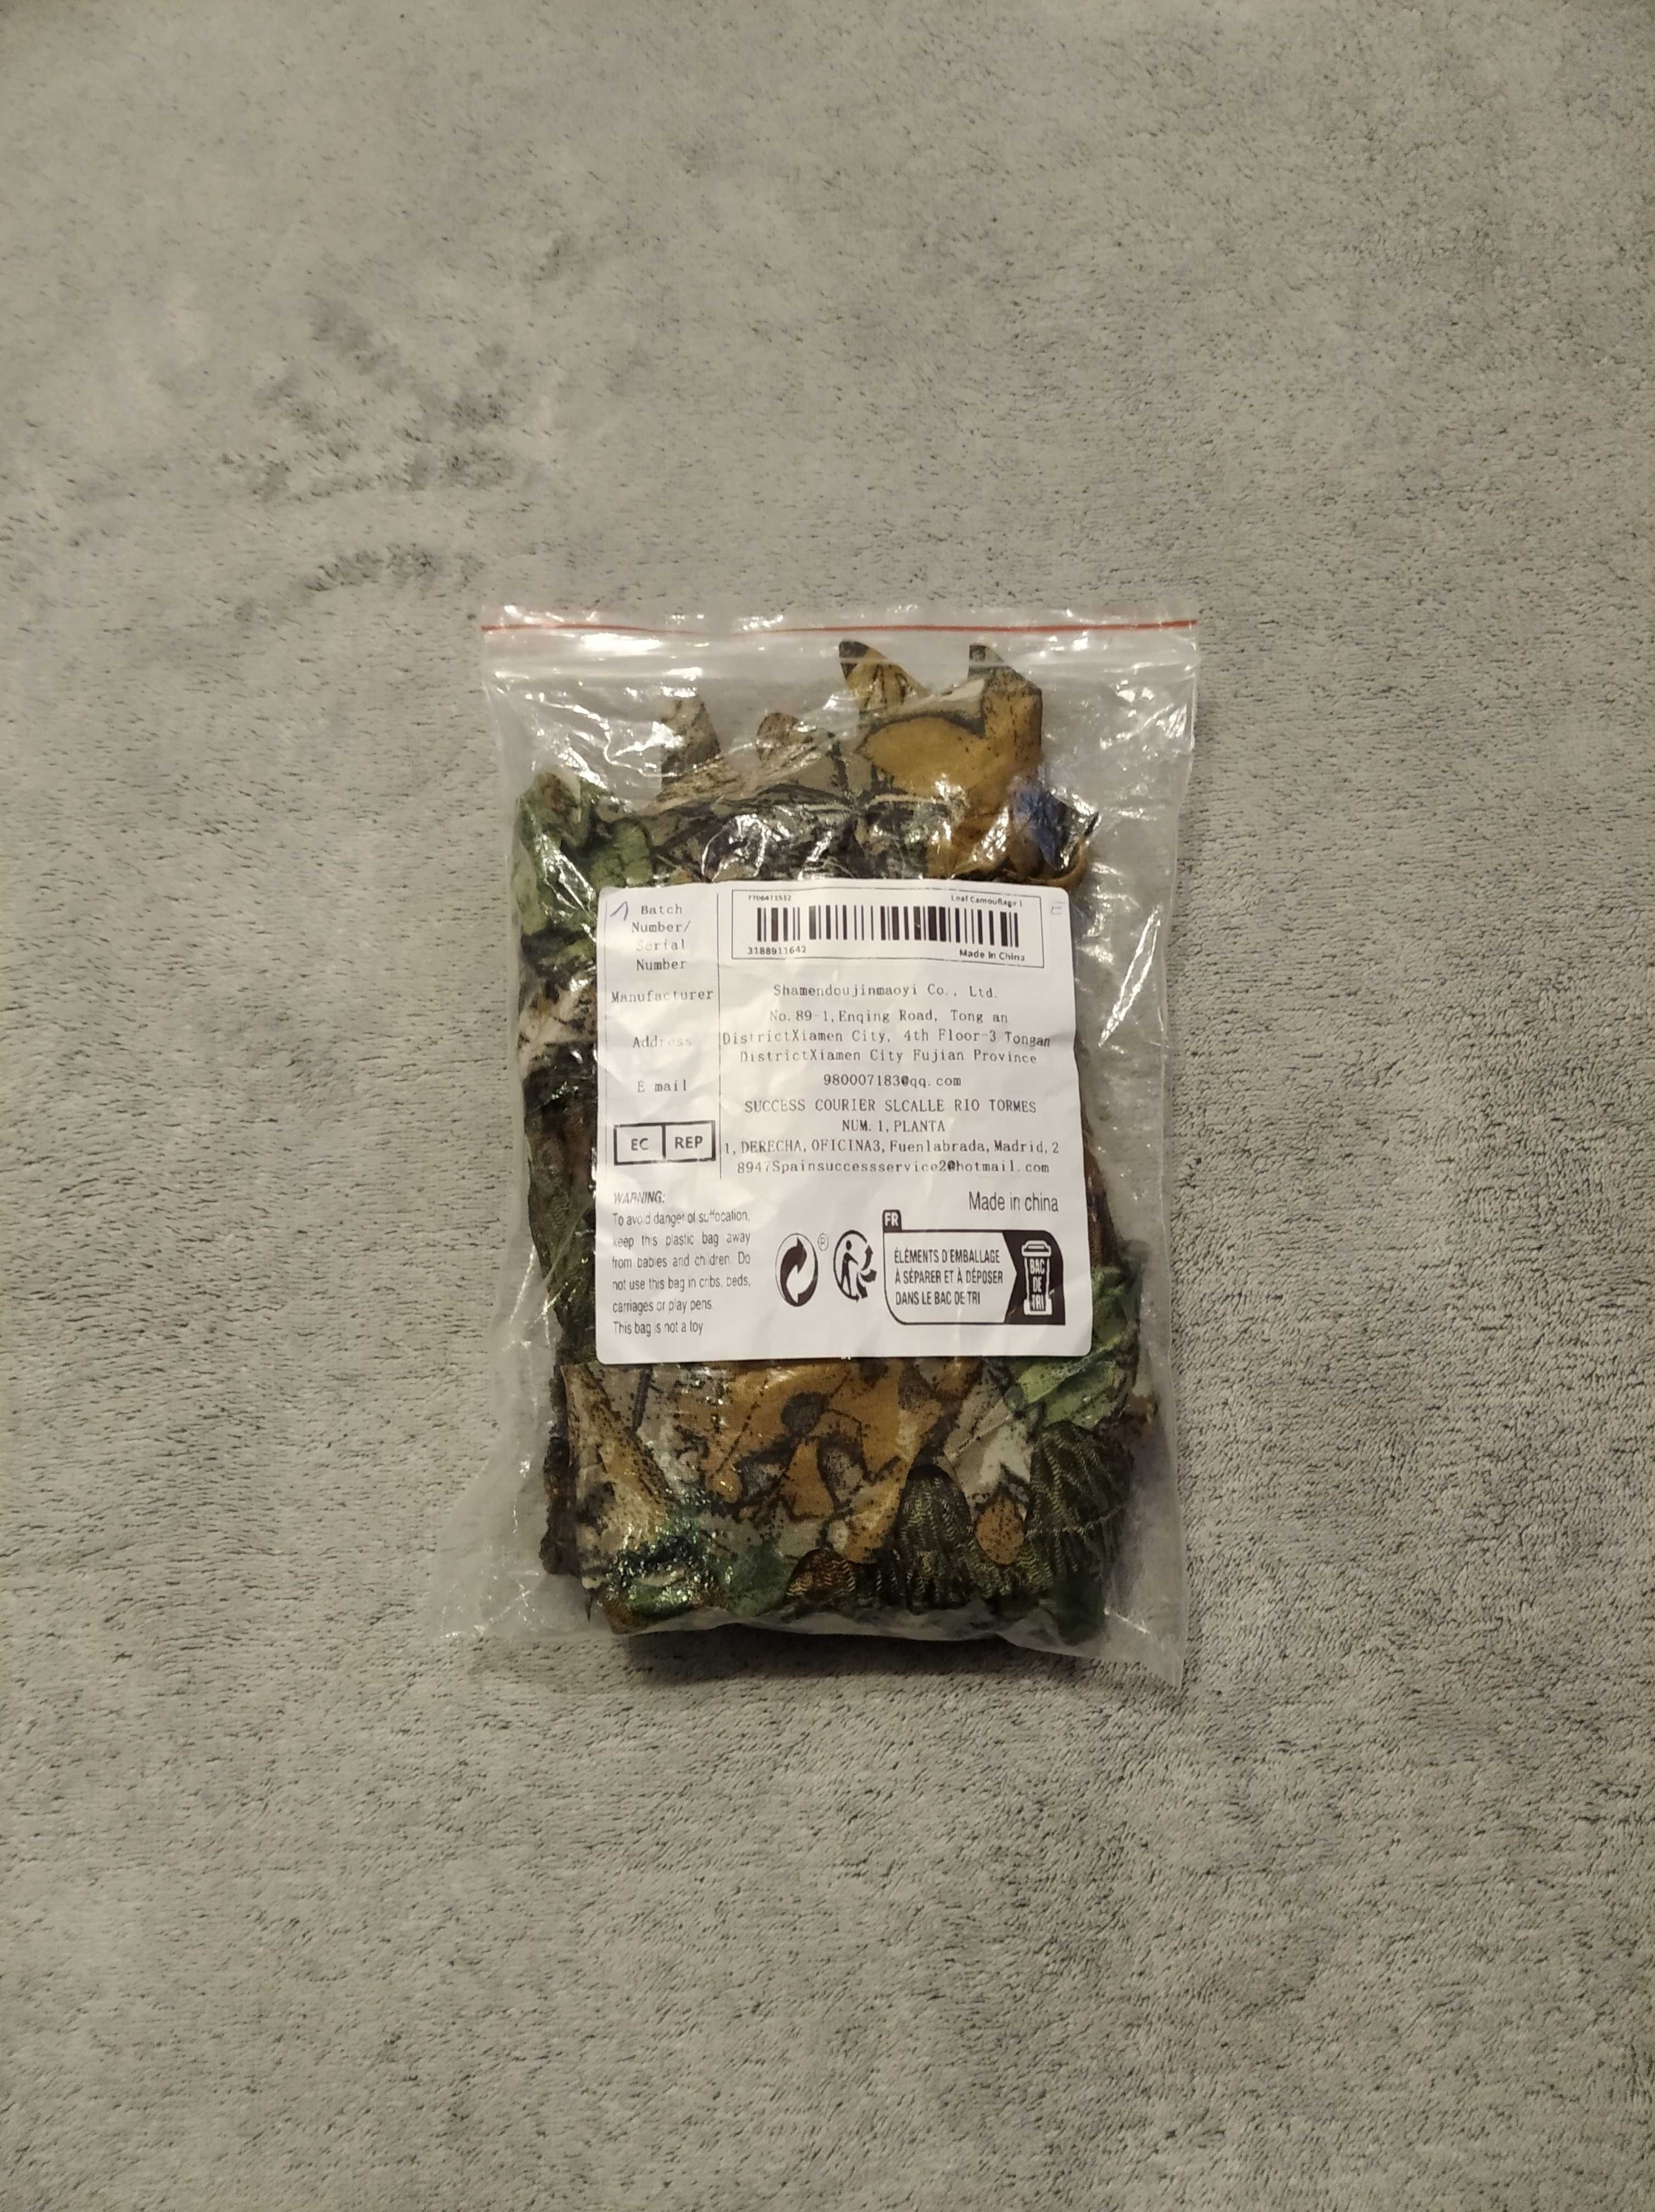 1 Batch
Number/
Serial
Number
7706471512 Leaf Camouflage 1
3188911642 Made In China
E
Manufacturer Shamendoujinmaoyi Co., Ltd.
Address
No.89-1,Enqing Road, Tong an
DistrictXiamen City, 4th Floor-3 Tongan
DistrictXiamen City Fujian Province
E mail 980007183@qq.com
EC REP
SUCCESS COURIER SLCALLE RIO TORMES
NUM.1,PLANTA
1,DERECHA,OFICINA3,Fuenlabrada,Madrid,2
8947Spainsuccessservice2@hotmail.com
WARNING:
To avoid danger of suffocation,
keep this plastic bag away
from babies and children. Do
not use this bag in cribs, beds,
carriages or play pens.
This bag is not a toy
Made in china
®
FR
ÉLÉMENTS D'EMBALLAGE
À SÉPARER ET À DÉPOSER
DANS LE BAC DE TRI
BAC
DE
TRI